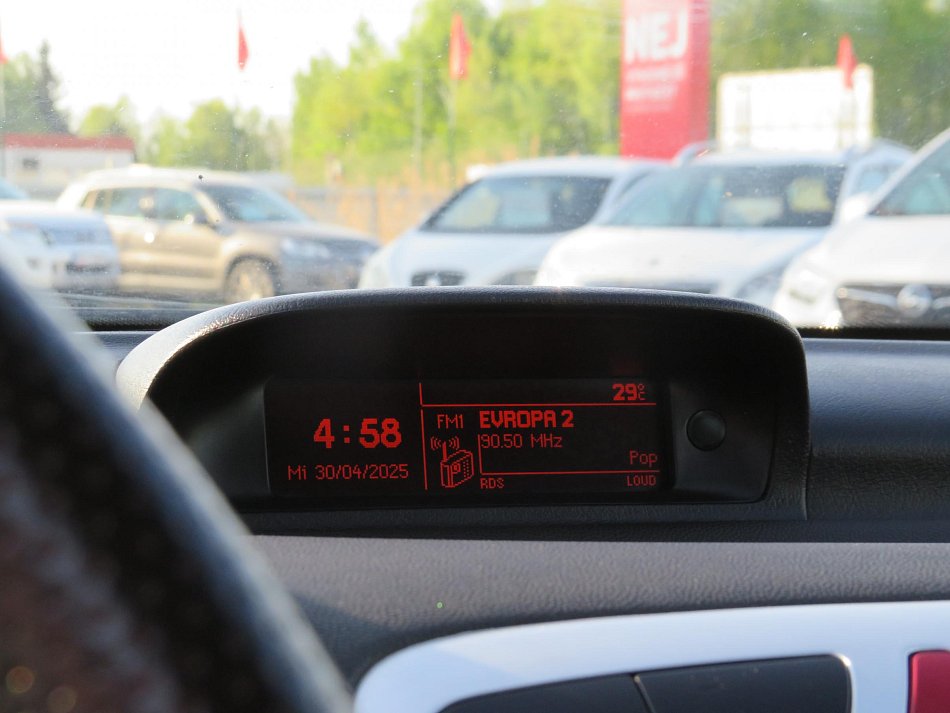 NEJ
29°C
4:58
FM1 EVROPA 2
90.50 MHz
Mi 30/04/2025
Pop
RDS
LOUD